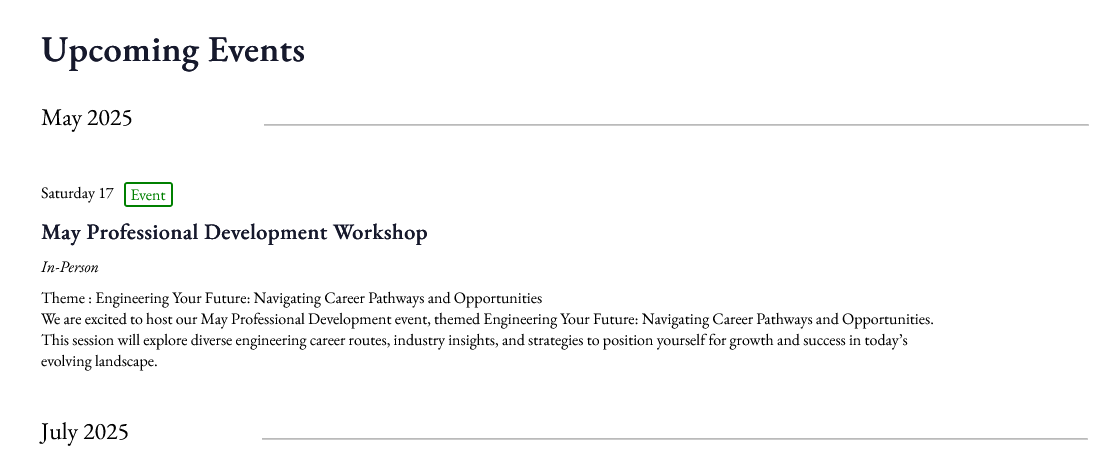 Upcoming Events
May 2025
Saturday 17 Event
May Professional Development Workshop
In-Person
Theme : Engineering Your Future: Navigating Career Pathways and Opportunities
We are excited to host our May Professional Development event, themed Engineering Your Future: Navigating Career Pathways and Opportunities.
This session will explore diverse engineering career routes, industry insights, and strategies to position yourself for growth and success in today’s
evolving landscape.
July 2025